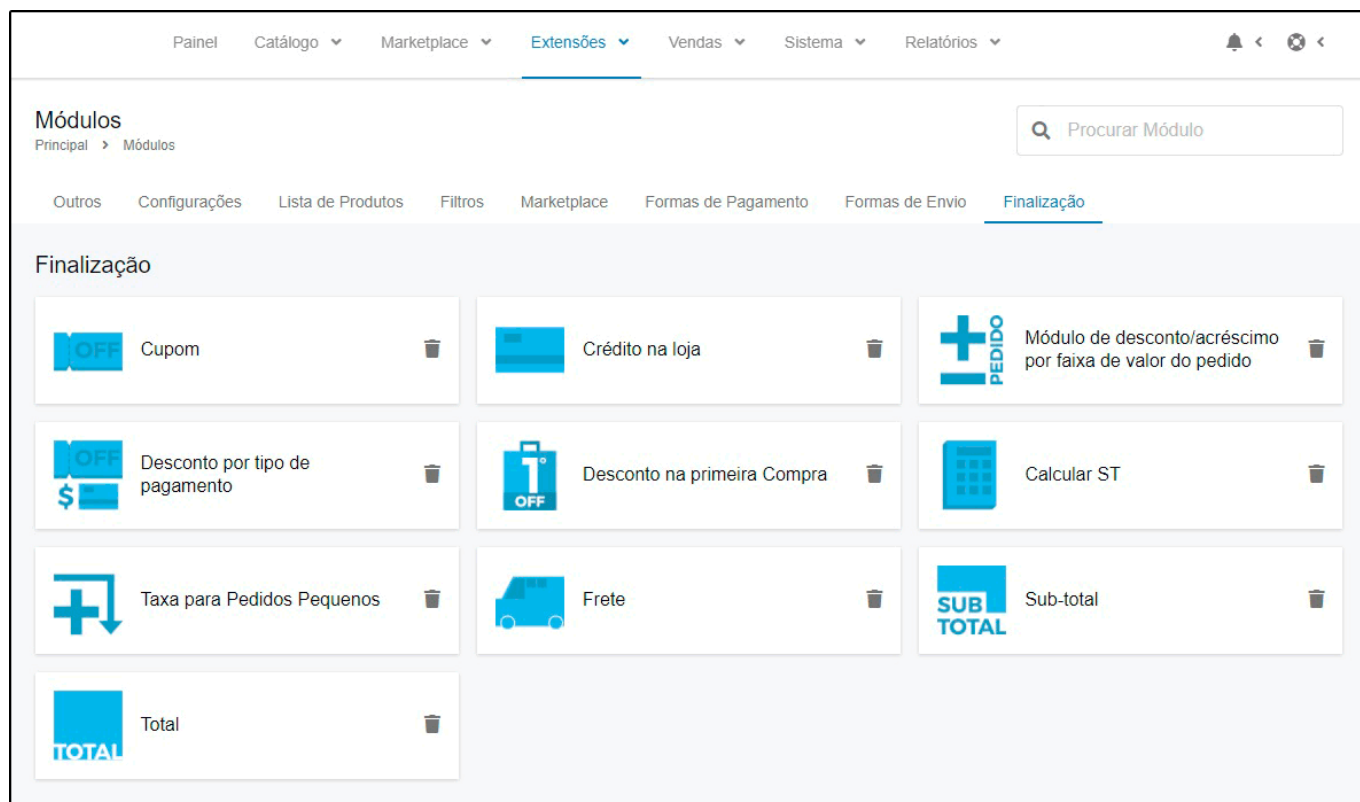 Painel Catálogo Marketplace Extensões Vendas Sistema Relatórios
Módulos
Principal > Módulos
Procurar Módulo
Outros Configurações Lista de Produtos Filtros Marketplace Formas de Pagamento Formas de Envio Finalização
Finalização
OFF
Cupom
Crédito na loja
PEDIDO
Módulo de desconto/acréscimo
por faixa de valor do pedido
OFF
$
Desconto por tipo de
pagamento
1°
OFF
Desconto na primeira Compra
Calcular ST
Taxa para Pedidos Pequenos
Frete
SUB
TOTAL
Sub-total
TOTAL
Total